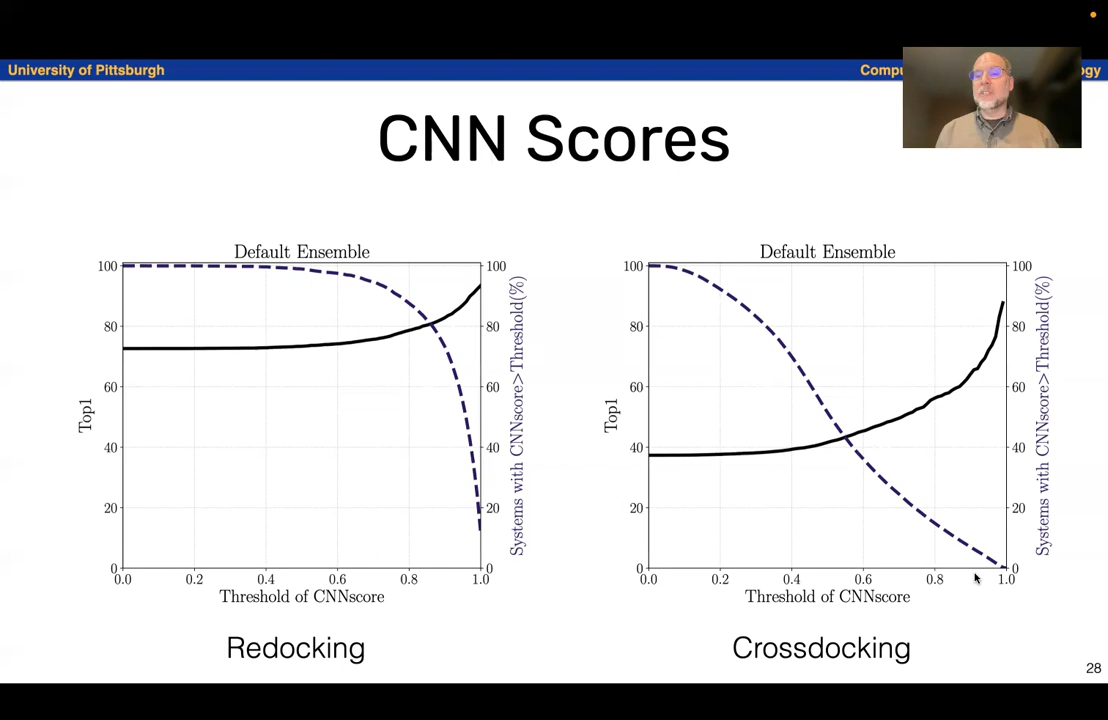 University of Pittsburgh
Compu
ogy
CNN Scores
Default Ensemble
100
80
60
40
20
0
Top1
100
80
60
40
20
0
Systems with CNNscore>Threshold(%)
0.0 0.2 0.4 0.6 0.8 1.0
Threshold of CNNscore
Redocking
Default Ensemble
100
80
60
40
20
0
Top1
100
80
60
40
20
0
Systems with CNNscore>Threshold(%)
0.0 0.2 0.4 0.6 0.8 1.0
Threshold of CNNscore
Crossdocking
28